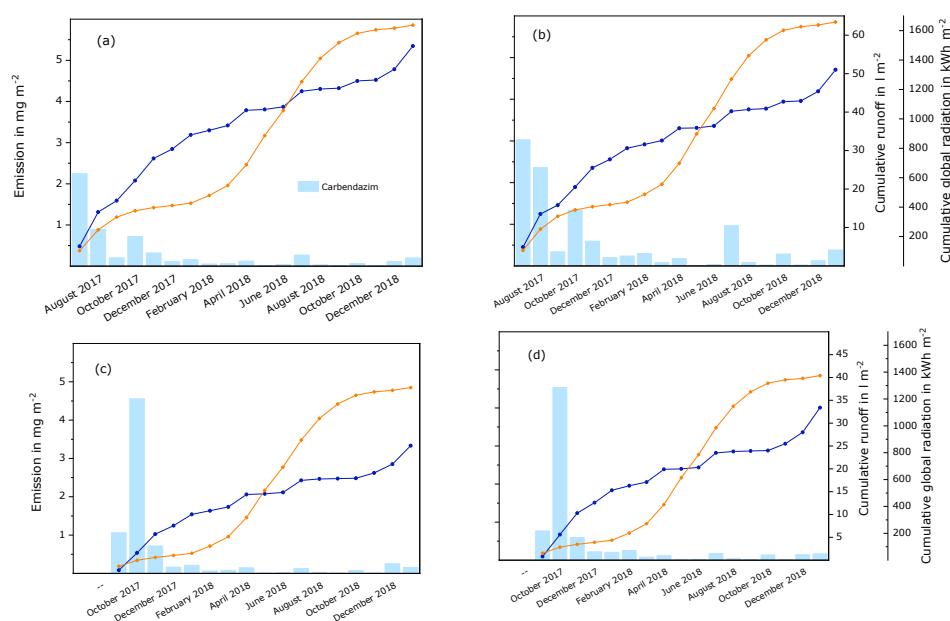 (a)
Emission in mg m-2
5
4
3
2
1
Carbendazim
August 2017
October 2017
December 2017
February 2018
April 2018
June 2018
August 2018
October 2018
December 2018
(b)
60
50
40
30
20
10
Cumulative runoff in l m-2
1600
1400
1200
1000
800
600
400
200
Cumulative global radiation in kWh m-2
August 2017
October 2017
December 2017
February 2018
April 2018
June 2018
August 2018
October 2018
December 2018
(c)
Emission in mg m-2
5
4
3
2
1
--
October 2017
December 2017
February 2018
April 2018
June 2018
August 2018
October 2018
December 2018
(d)
45
40
35
30
25
20
15
10
5
Cumulative runoff in l m-2
1600
1400
1200
1000
800
600
400
200
Cumulative global radiation in kWh m-2
--
October 2017
December 2017
February 2018
April 2018
June 2018
August 2018
October 2018
December 2018